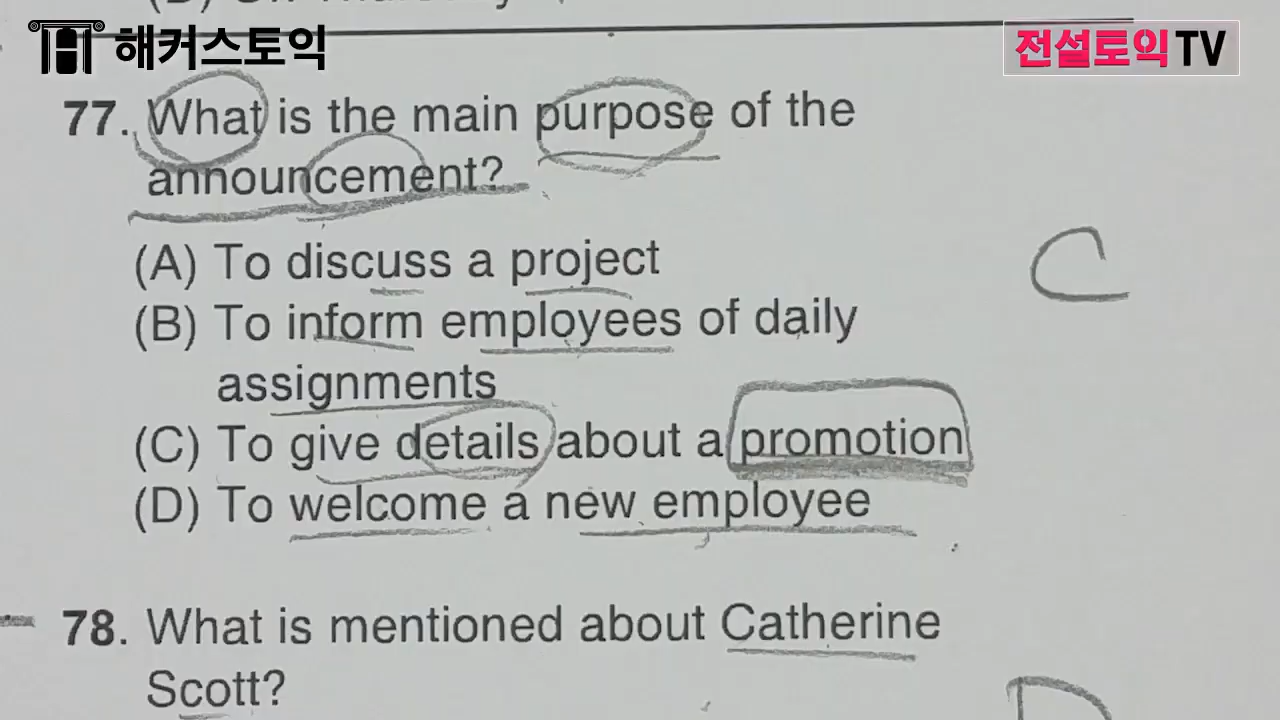 해커스토익
전설토익TV
77. What is the main purpose of the
announcement?
(A) To discuss a project
(B) To inform employees of daily
assignments
(C) To give details about a promotion
(D) To welcome a new employee
C
78. What is mentioned about Catherine
Scott?
D